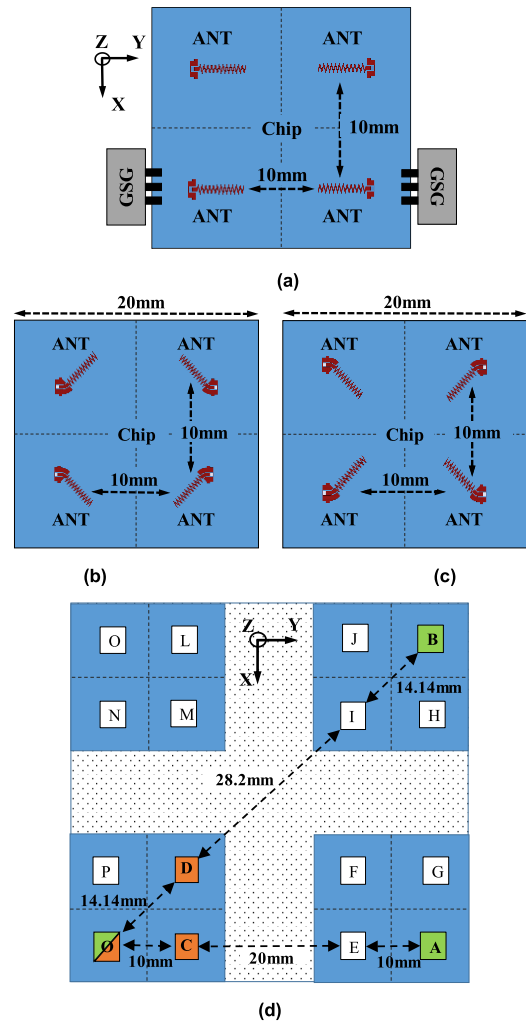 Z
Y
X
ANT
ANT
Chip
10mm
10mm
GSG
GSG
ANT
ANT
(a)
20mm
20mm
ANT
ANT
ANT
ANT
Chip
10mm
Chip
10mm
10mm
10mm
ANT
ANT
ANT
ANT
(b)
(c)
O
L
Z
Y
J
B
X
14.14mm
N
M
I
H
28.2mm
P
D
F
G
14.14mm
O
C
E
A
10mm
20mm
10mm
(d)